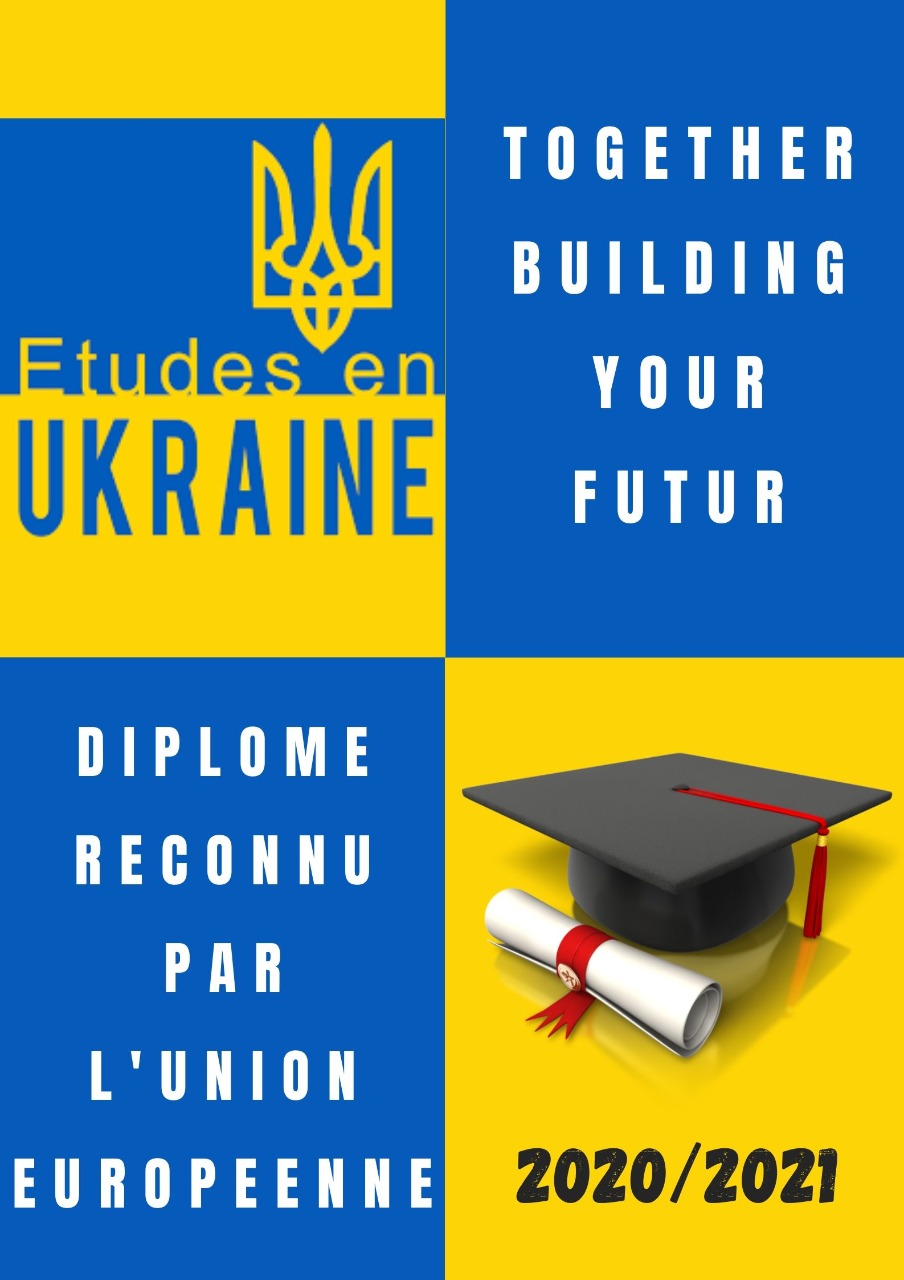 Etudes en
UKRAINE
TOGETHER
BUILDING
YOUR
FUTUR
DIPLOME
RECONNU
PAR
L'UNION
EUROPEENNE
2020/2021